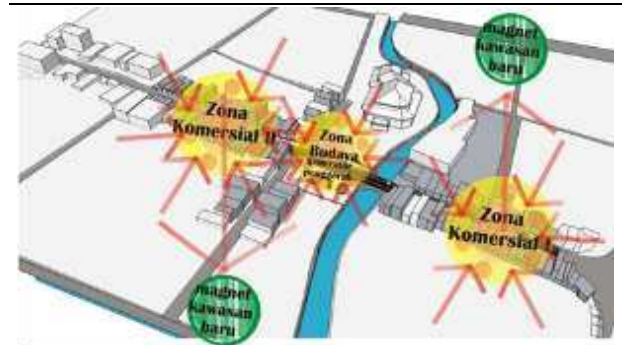 magnet
kawasan
baru
Zona
Komersial II
Zona
Budaya
Zona
Komersial I
magnet
kawasan
baru